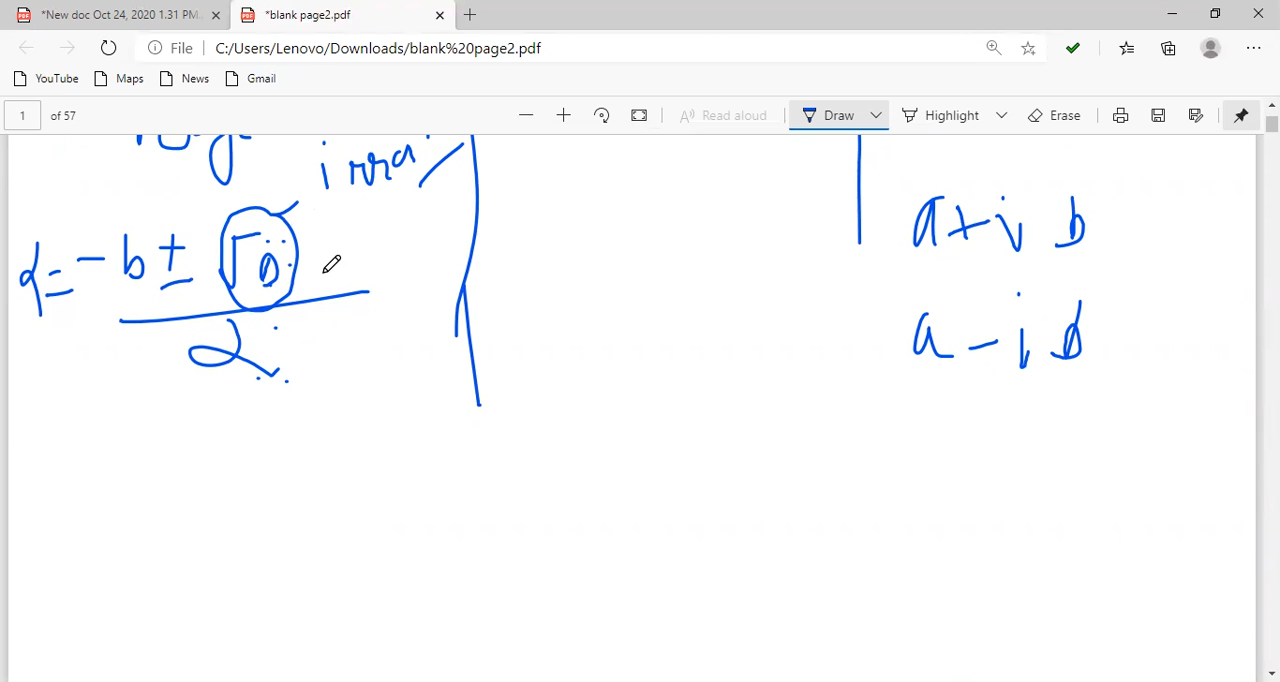 *New doc Oct 24, 2020 1.31 PM.
*blank page2.pdf
File C:/Users/Lenovo/Downloads/blank%20page2.pdf
YouTube Maps News Gmail
1 of 57 Read aloud Draw Highlight Erase
irra
α = - b ± √D
2
a + i b
a - i b